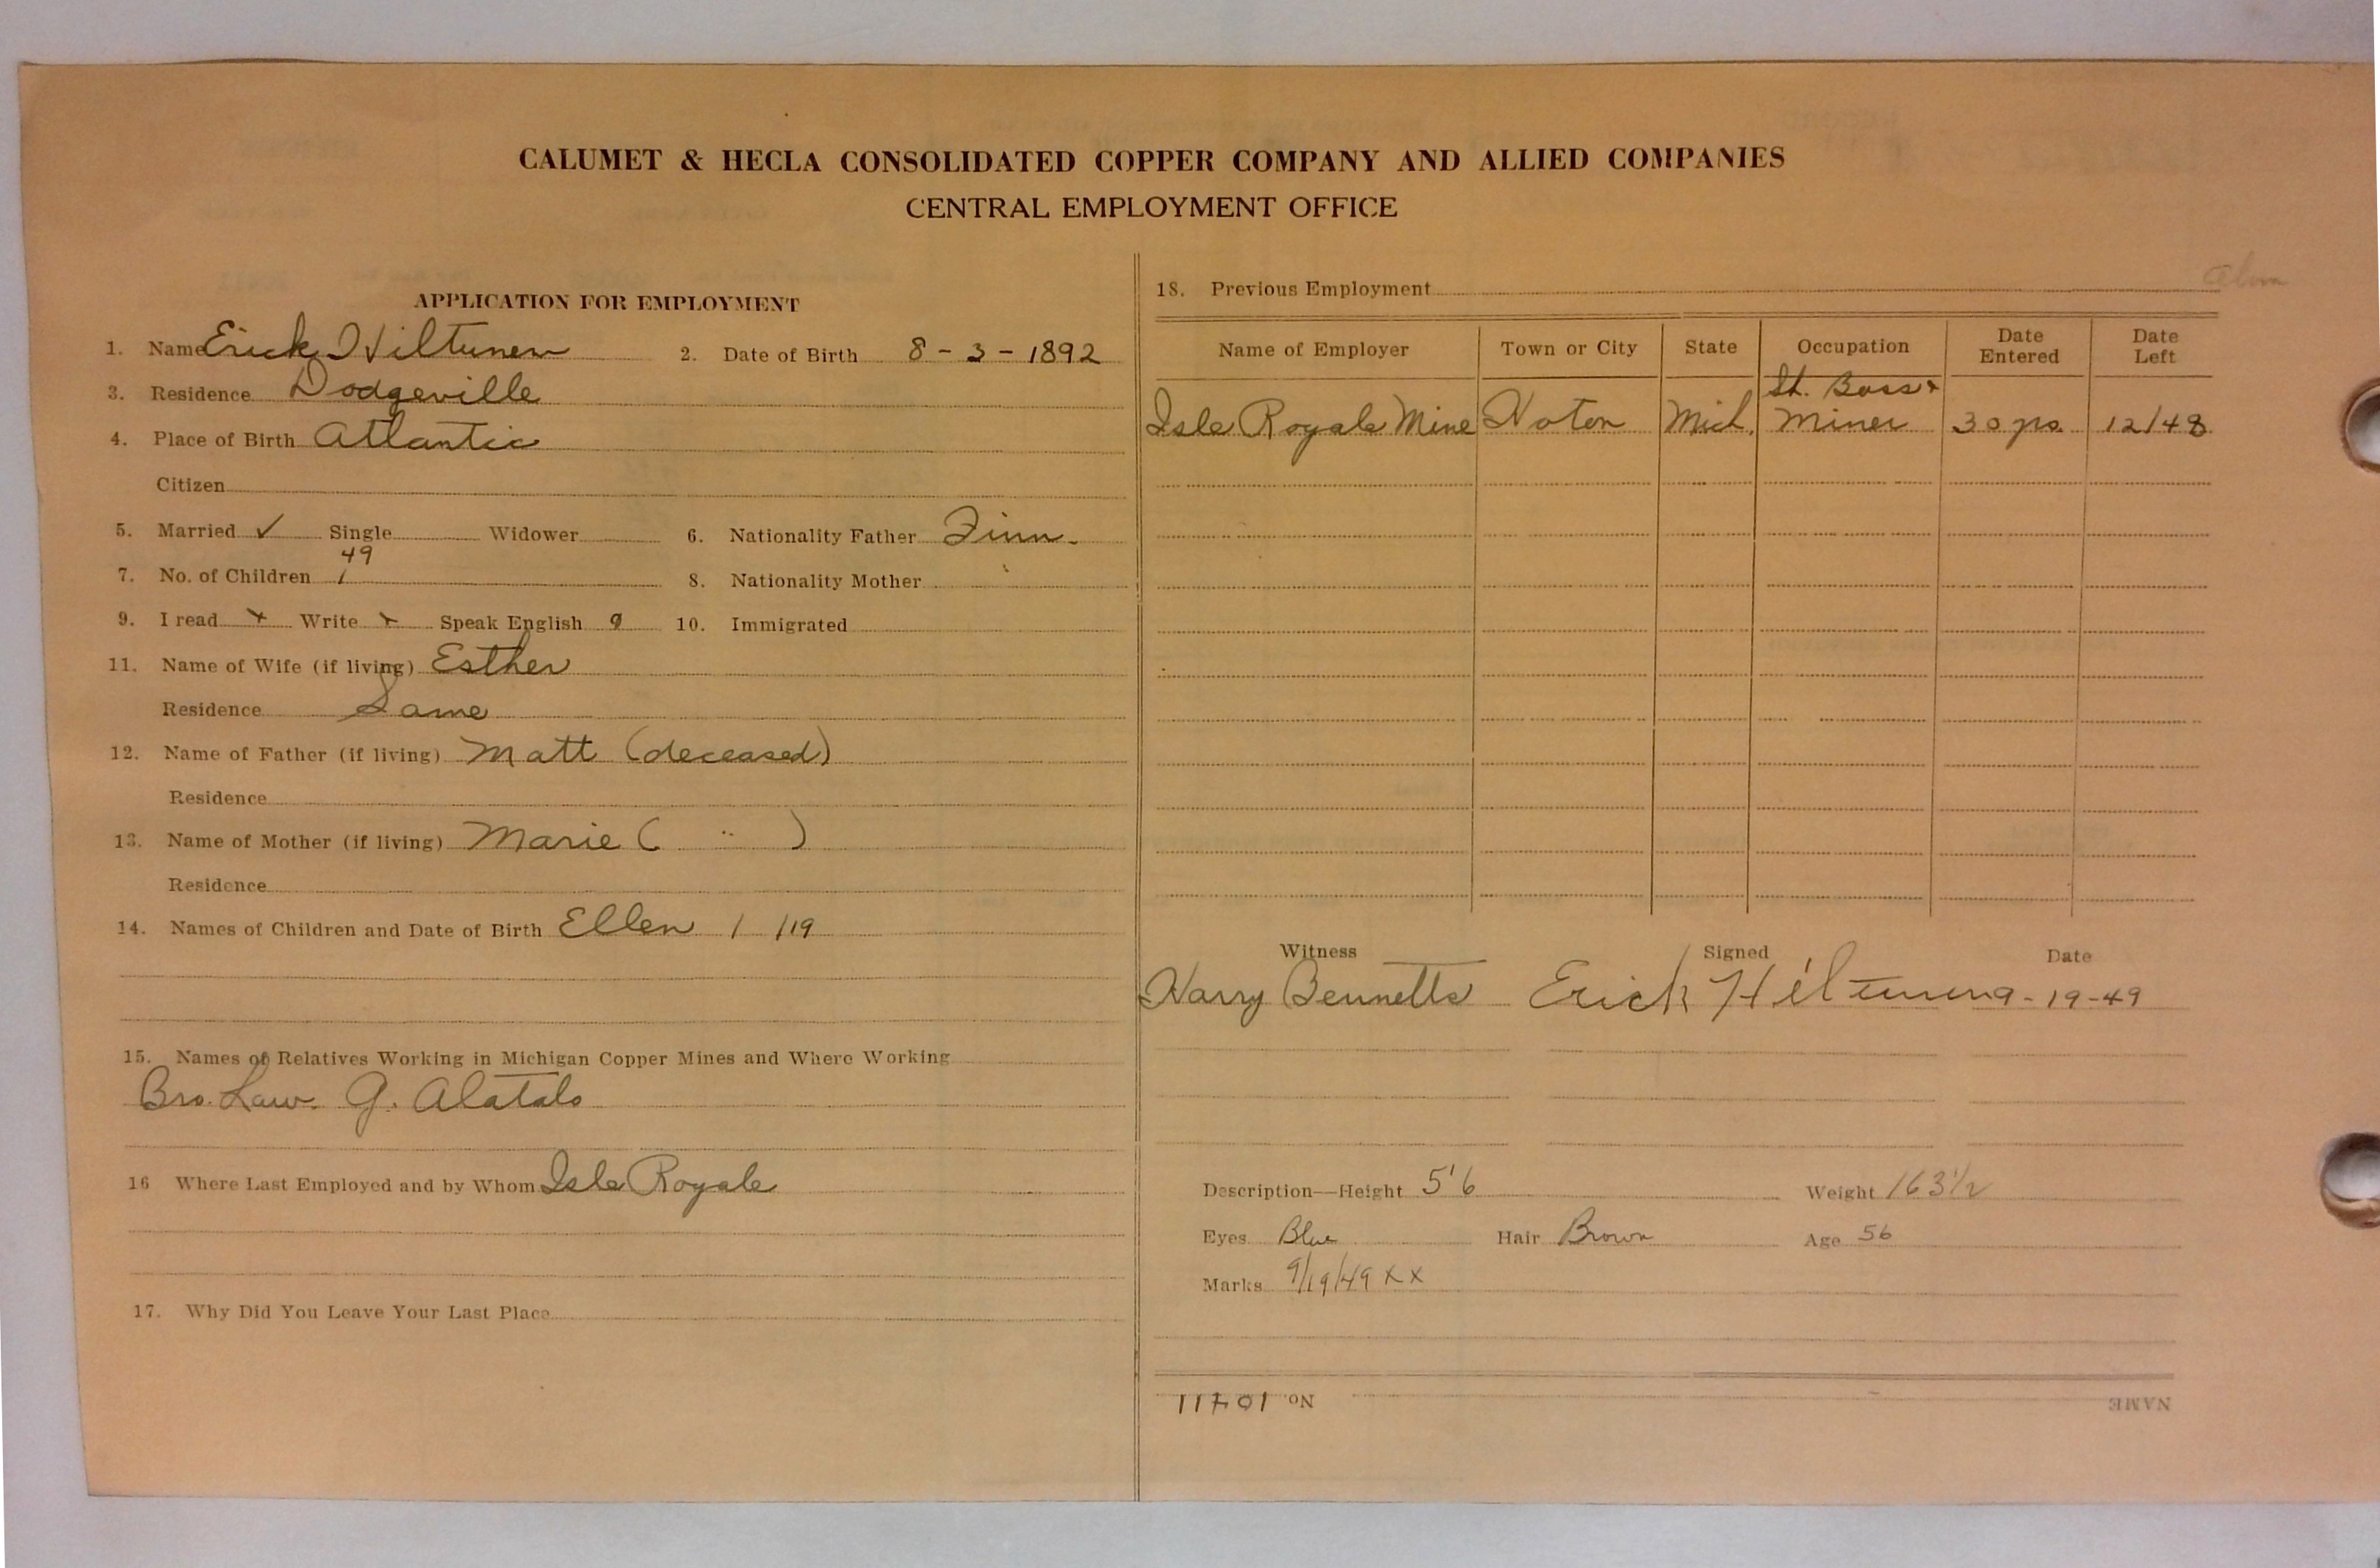 CALUMET & HECLA CONSOLIDATED COPPER COMPANY AND ALLIED COMPANIES
CENTRAL EMPLOYMENT OFFICE
APPLICATION FOR EMPLOYMENT
1. Name Erick Hiltunen 2. Date of Birth 8 - 3 - 1892
3. Residence Dodgeville
4. Place of Birth Atlantic
Citizen
5. Married ✓ Single Widower 6. Nationality Father Finn.
49
7. No. of Children 1 8. Nationality Mother
9. I read x Write x Speak English 10. Immigrated
11. Name of Wife (if living) Esther
Residence Same
12. Name of Father (if living) Matt (deceased)
Residence
13. Name of Mother (if living) Marie ( " )
Residence
14. Names of Children and Date of Birth Ellen 1 /19
15. Names of Relatives Working in Michigan Copper Mines and Where Working
Bro. Law. G. Alatalo
16 Where Last Employed and by Whom Isle Royale
17. Why Did You Leave Your Last Place
18. Previous Employment
Name of Employer Town or City State Occupation Date Entered Date Left
Sh. Boss +
Isle Royale Mine Hoton Mich. Miner 30 yrs. 12/48
Witness Signed Date
Harry Bennetts Erick Hiltunen 9-19-49
Description—Height 5'6 Weight 163 1/2
Eyes Blue Hair Brown Age 56
Marks 9/19/49 x x
NAME No. 10411